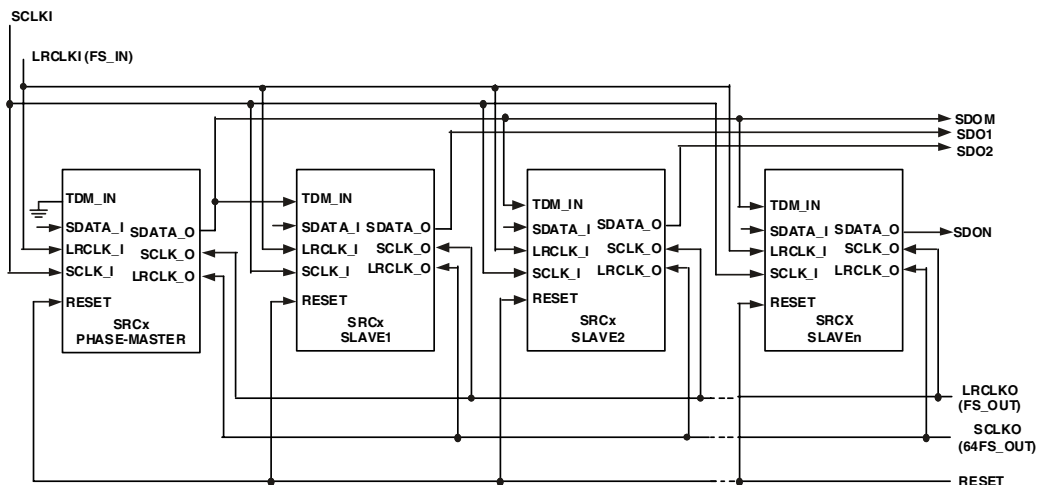 SCLKI
LRCLKI (FS_IN)
SDOM
SDO1
SDO2
TDM_IN
SDATA_I
SDATA_O
LRCLK_I
SCLK_O
SCLK_I
LRCLK_O
RESET
SRCx
PHASE-MASTER
TDM_IN
SDATA_I
SDATA_O
LRCLK_I
SCLK_O
SCLK_I
LRCLK_O
RESET
SRCx
SLAVE1
TDM_IN
SDATA_I
SDATA_O
LRCLK_I
SCLK_O
SCLK_I
LRCLK_O
RESET
SRCx
SLAVE2
TDM_IN
SDATA_I
SDATA_O
LRCLK_I
SCLK_O
SCLK_I
LRCLK_O
RESET
SRCX
SLAVEn
SDON
LRCLKO
(FS_OUT)
SCLKO
(64FS_OUT)
RESET